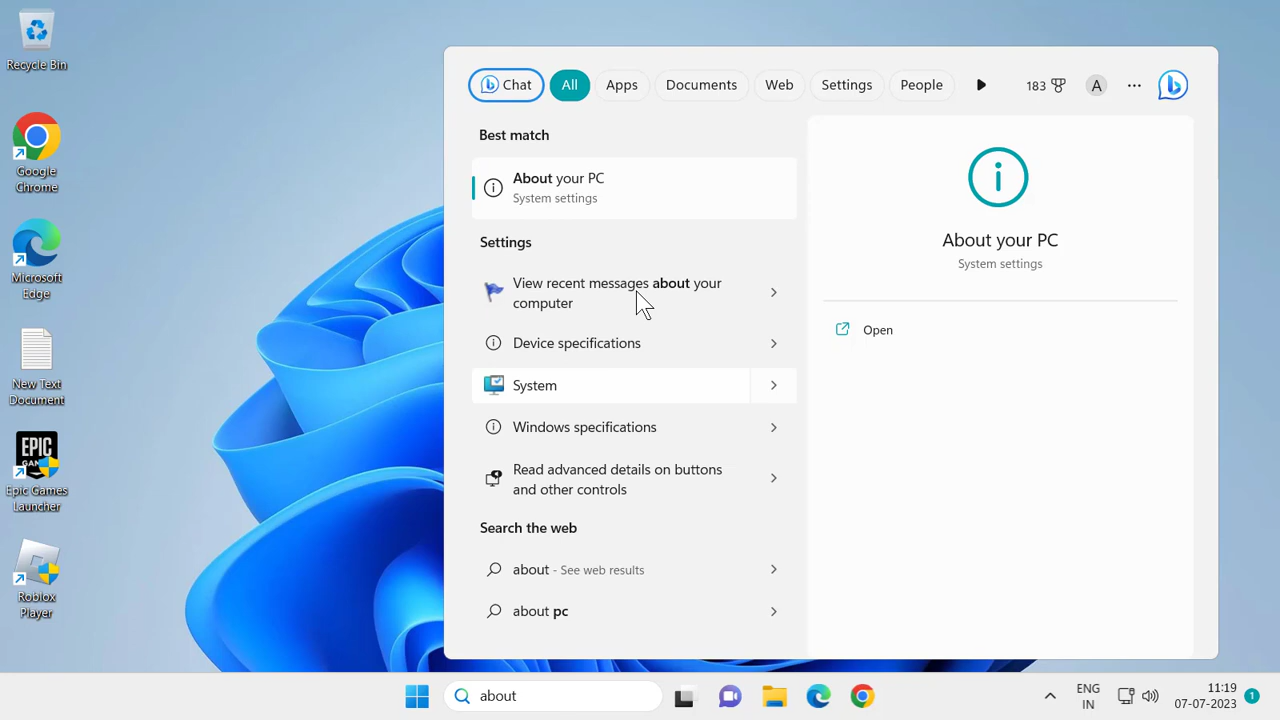 Recycle Bin
Google
Chrome
Microsoft
Edge
New Text
Document
EPIC
GAMES
Epic Games
Launcher
Roblox
Player
Chat
All
Apps
Documents
Web
Settings
People
183
A
Best match
About your PC
System settings
Settings
View recent messages about your
computer
Device specifications
System
Windows specifications
Read advanced details on buttons
and other controls
Search the web
about - See web results
about pc
About your PC
System settings
Open
about
ENG
IN
11:19
07-07-2023
1